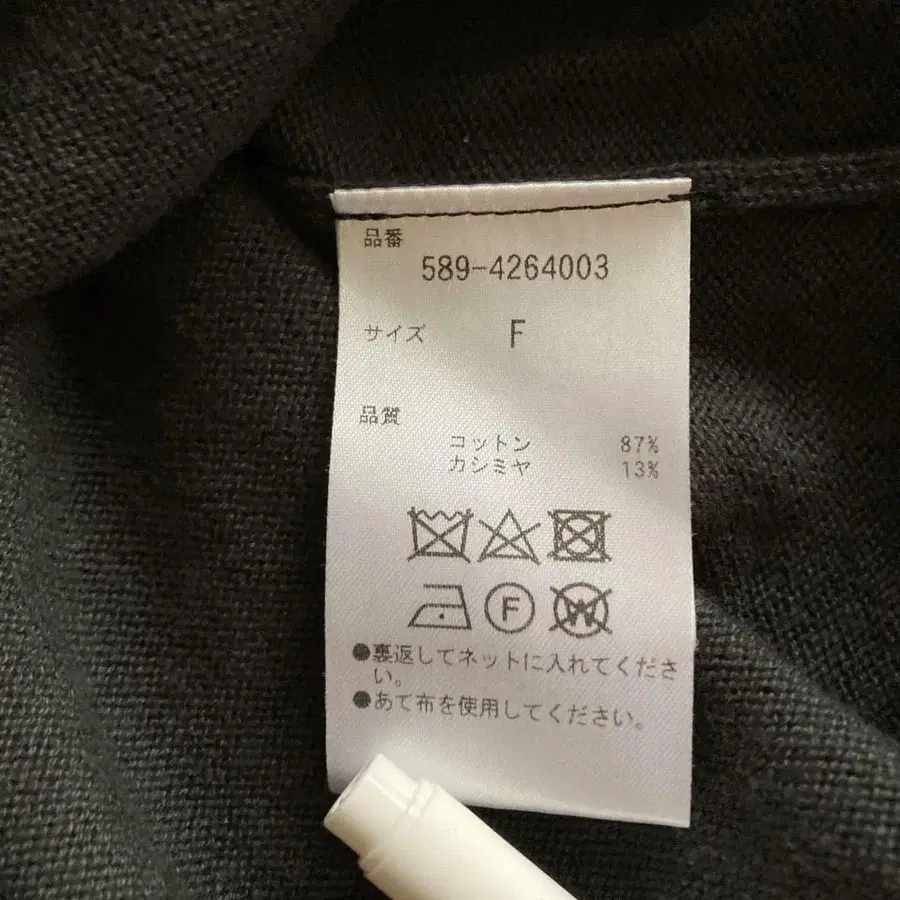 品番
589-4264003
サイズ F
品質
コットン 87%
カシミヤ 13%
F W
●裏返してネットに入れてくださ
い。
●あて布を使用してください。